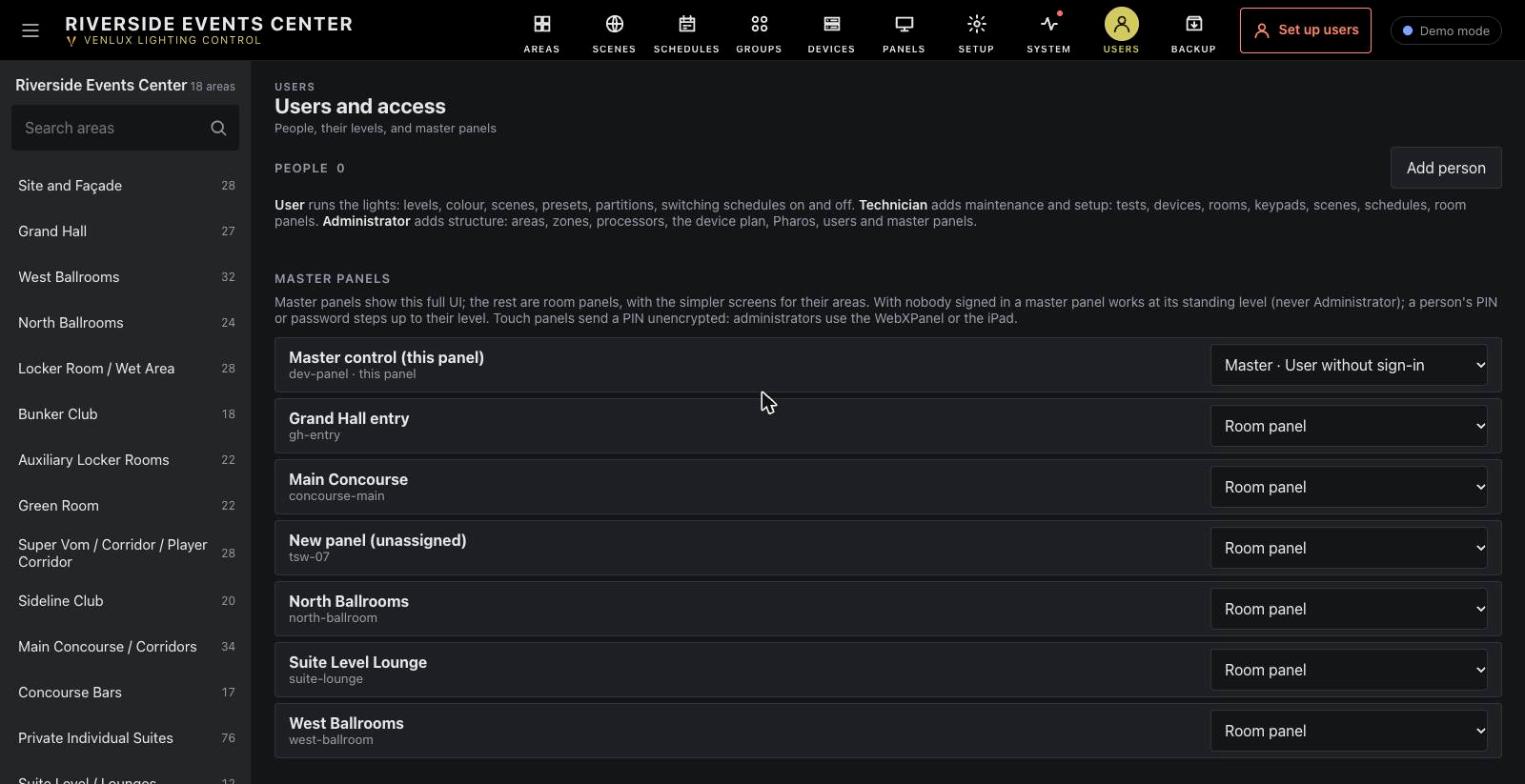 RIVERSIDE EVENTS CENTER
VENLUX LIGHTING CONTROL
AREAS
SCENES
SCHEDULES
GROUPS
DEVICES
PANELS
SETUP
SYSTEM
USERS
BACKUP
Set up users
Demo mode
Riverside Events Center 18 areas
Search areas
Site and Façade 28
Grand Hall 27
West Ballrooms 32
North Ballrooms 24
Locker Room / Wet Area 28
Bunker Club 18
Auxiliary Locker Rooms 22
Green Room 22
Super Vom / Corridor / Player
Corridor 28
Sideline Club 20
Main Concourse / Corridors 34
Concourse Bars 17
Private Individual Suites 76
Suite Level / Lounges 12
USERS
Users and access
People, their levels, and master panels
PEOPLE 0
Add person
User runs the lights: levels, colour, scenes, presets, partitions, switching schedules on and off. Technician adds maintenance and setup: tests, devices, rooms, keypads, scenes, schedules, room
panels. Administrator adds structure: areas, zones, processors, the device plan, Pharos, users and master panels.
MASTER PANELS
Master panels show this full UI; the rest are room panels, with the simpler screens for their areas. With nobody signed in a master panel works at its standing level (never Administrator); a person's PIN
or password steps up to their level. Touch panels send a PIN unencrypted: administrators use the WebXPanel or the iPad.
Master control (this panel)
dev-panel · this panel
Master · User without sign-in
Grand Hall entry
gh-entry
Room panel
Main Concourse
concourse-main
Room panel
New panel (unassigned)
tsw-07
Room panel
North Ballrooms
north-ballroom
Room panel
Suite Level Lounge
suite-lounge
Room panel
West Ballrooms
west-ballroom
Room panel